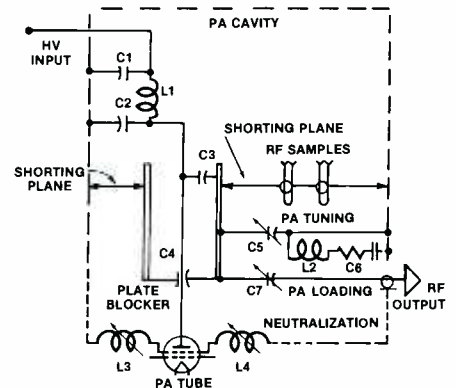 PA CAVITY
HV
INPUT
C1
L1
C2
SHORTING PLANE
C3
RF SAMPLES
SHORTING
PLANE
PA TUNING
C5
C4
L2
C6
PLATE
BLOCKER
C7
PA LOADING
RF
OUTPUT
NEUTRALIZATION
L3
L4
PA TUBE